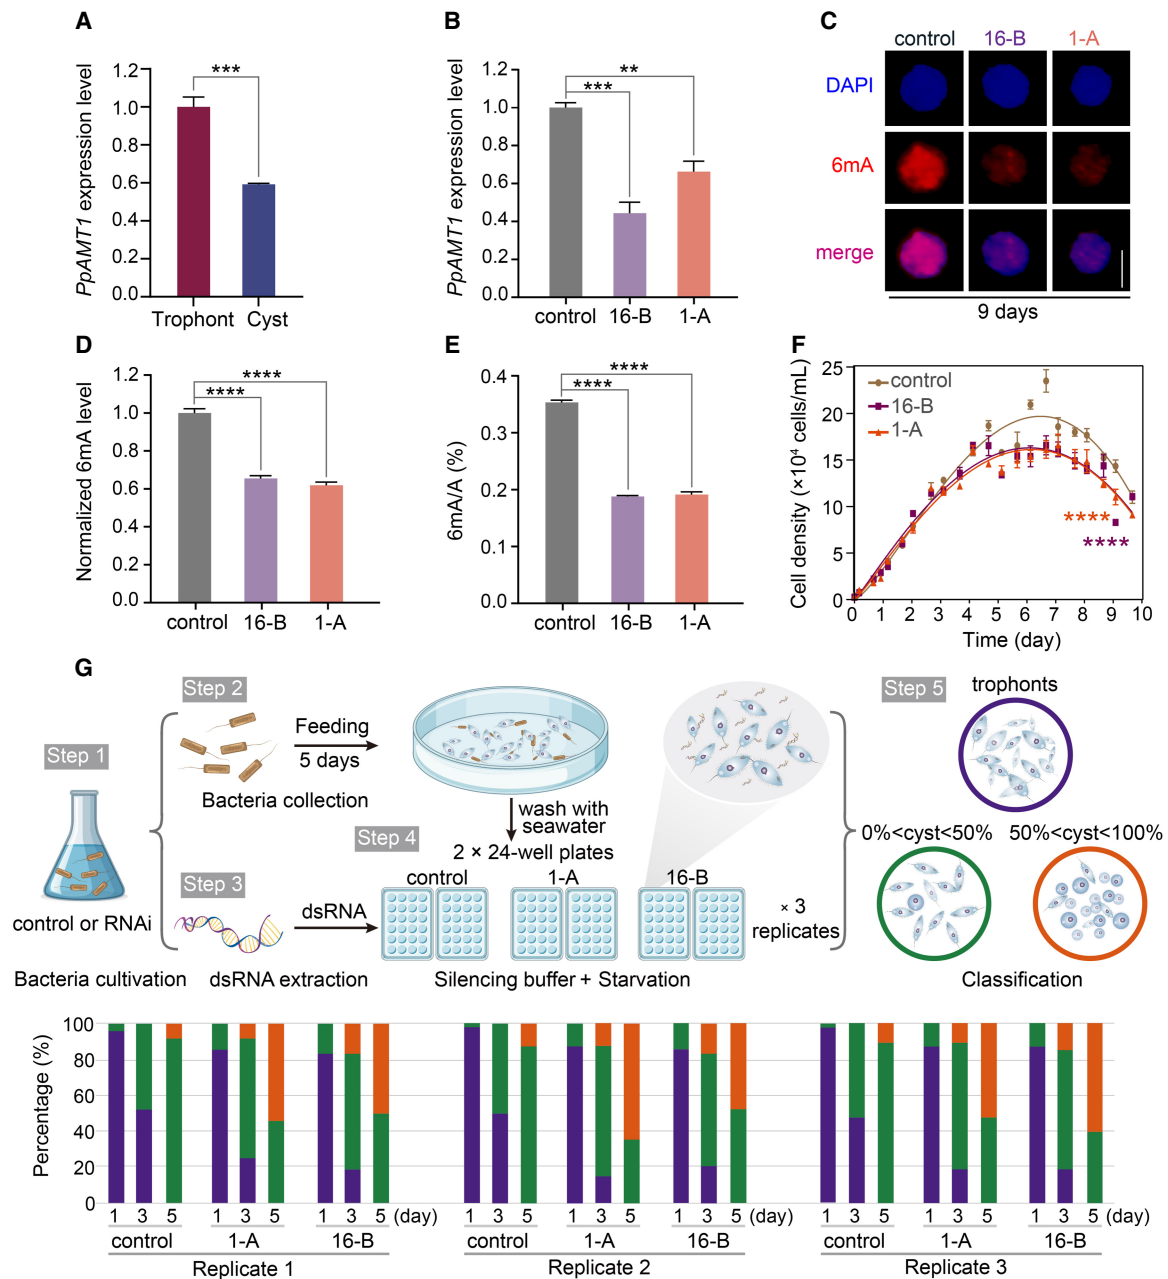 A
PpAMT1 expression level
1.2
1.0
0.8
0.6
0.4
0.2
0.0
***
Trophont Cyst
B
PpAMT1 expression level
1.2
1.0
0.8
0.6
0.4
0.2
0.0
**
***
control 16-B 1-A
C
control 16-B 1-A
DAPI
6mA
merge
9 days
D
Normalized 6mA level
1.2
1.0
0.8
0.6
0.4
0.2
0.0
****
****
control 16-B 1-A
E
6mA/A (%)
0.4
0.3
0.2
0.1
0.0
****
****
control 16-B 1-A
F
Cell density (×10⁴ cells/mL)
25
20
15
10
5
0
control
16-B
1-A
****
****
0 1 2 3 4 5 6 7 8 9 10
Time (day)
G
Step 1
control or RNAi
Bacteria cultivation
Step 2
Bacteria collection
Feeding
5 days
wash with
seawater
Step 3
dsRNA extraction
dsRNA
Step 4
2 × 24-well plates
control 1-A 16-B
× 3
replicates
Silencing buffer + Starvation
Step 5
trophonts
0%<cyst<50% 50%<cyst<100%
Classification
Percentage (%)
100
80
60
40
20
0
1 3 5 1 3 5 1 3 5 (day)
control 1-A 16-B
Replicate 1
1 3 5 1 3 5 1 3 5 (day)
control 1-A 16-B
Replicate 2
1 3 5 1 3 5 1 3 5 (day)
control 1-A 16-B
Replicate 3